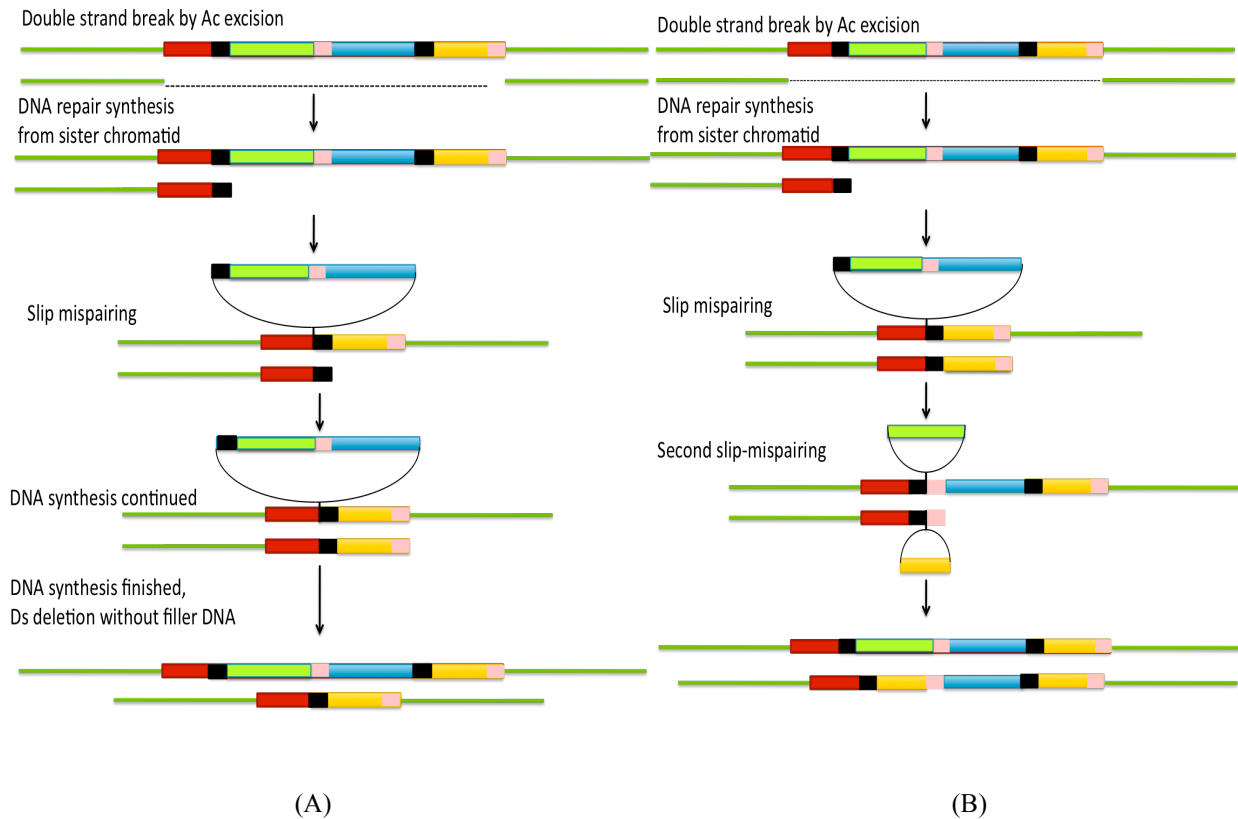 Double strand break by Ac excision
DNA repair synthesis
from sister chromatid
Slip mispairing
DNA synthesis continued
DNA synthesis finished,
Ds deletion without filler DNA
(A)
Double strand break by Ac excision
DNA repair synthesis
from sister chromatid
Slip mispairing
Second slip-mispairing
(B)